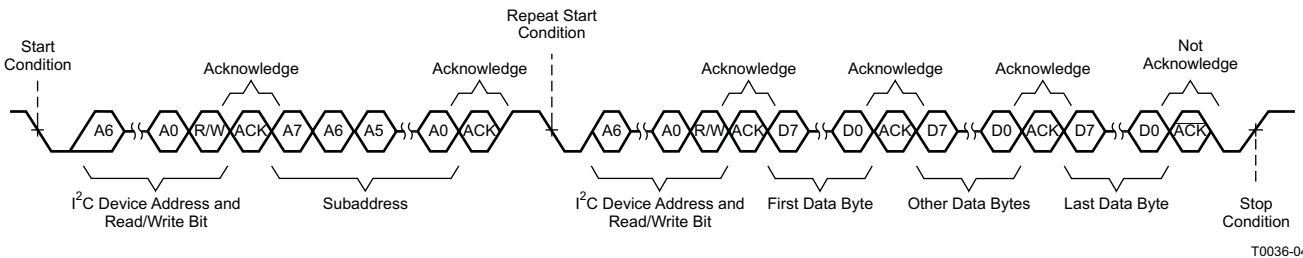 Repeat Start
Condition
Start
Condition
Acknowledge
Acknowledge
Acknowledge
Acknowledge
Acknowledge
Not
Acknowledge
A6 A0 R/W ACK A7 A6 A5 A0 ACK A6 A0 R/W ACK D7 D0 ACK D7 D0 ACK D7 D0 ACK
I²C Device Address and
Read/Write Bit
Subaddress
I²C Device Address and
Read/Write Bit
First Data Byte
Other Data Bytes
Last Data Byte
Stop
Condition
T0036-04